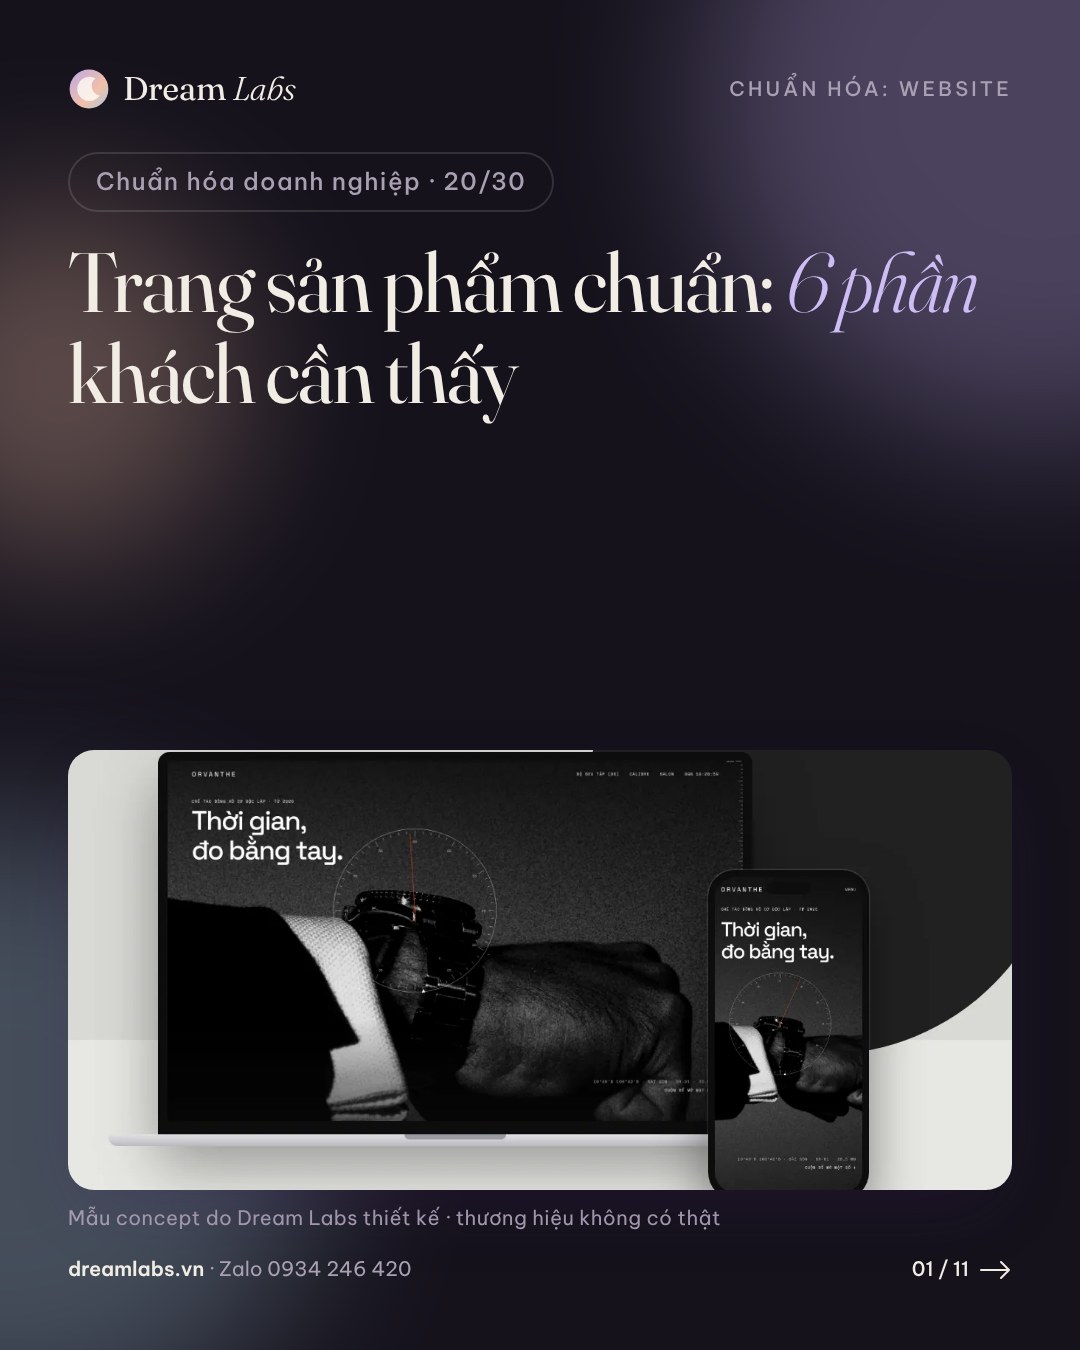 Dream Labs
CHUẨN HÓA: WEBSITE
Chuẩn hóa doanh nghiệp · 20/30
Trang sản phẩm chuẩn: 6 phần
khách cần thấy
ORVANTHE
Thời gian,
đo bằng tay.
ORVANTHE
MENU
Thời gian,
đo bằng tay.
Mẫu concept do Dream Labs thiết kế · thương hiệu không có thật
dreamlabs.vn · Zalo 0934 246 420
01 / 11